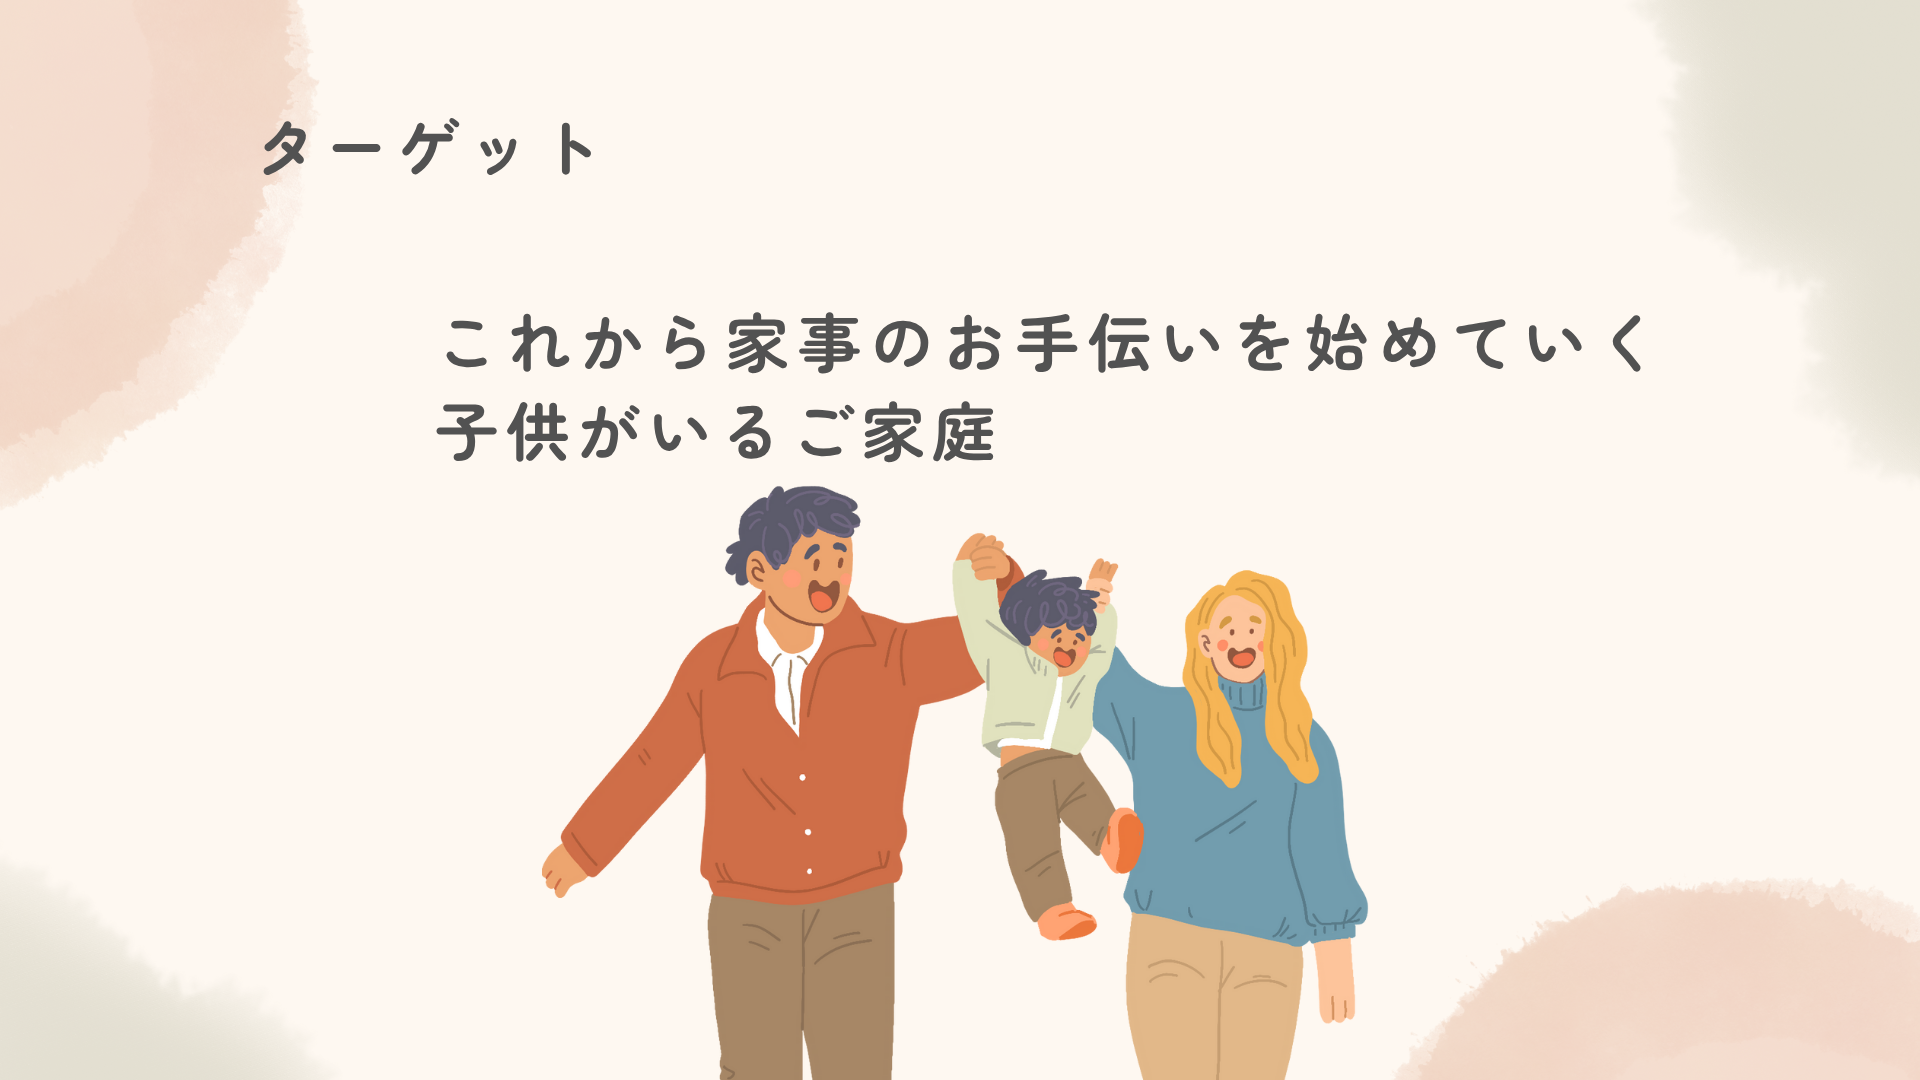 ターゲット
これから家事のお手伝いを始めていく
子供がいるご家庭